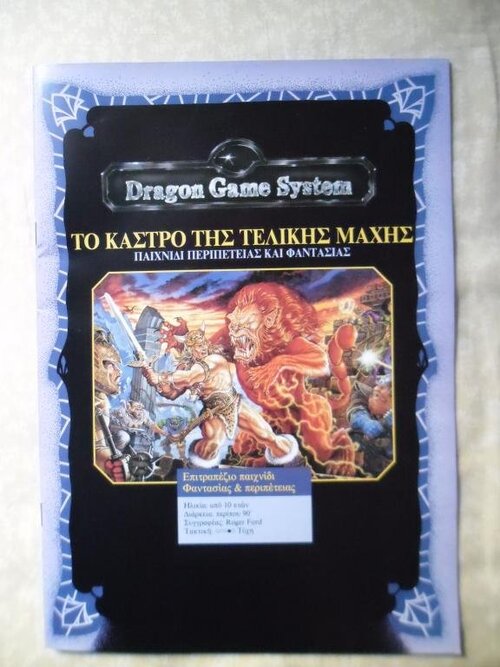 Dragon Game System
ΤΟ ΚΑΣΤΡΟ ΤΗΣ ΤΕΛΙΚΗΣ ΜΑΧΗΣ
ΠΑΙΧΝΙΔΙ ΠΕΡΙΠΕΤΕΙΑΣ ΚΑΙ ΦΑΝΤΑΣΙΑΣ
Επιτραπέζιο παιχνίδι
Φαντασίας & περιπέτειας
Ηλικία: από 10 ετών
Διάρκεια: περίπου 90'
Συγγραφέας: Roger Ford
Τακτική: Τύχη